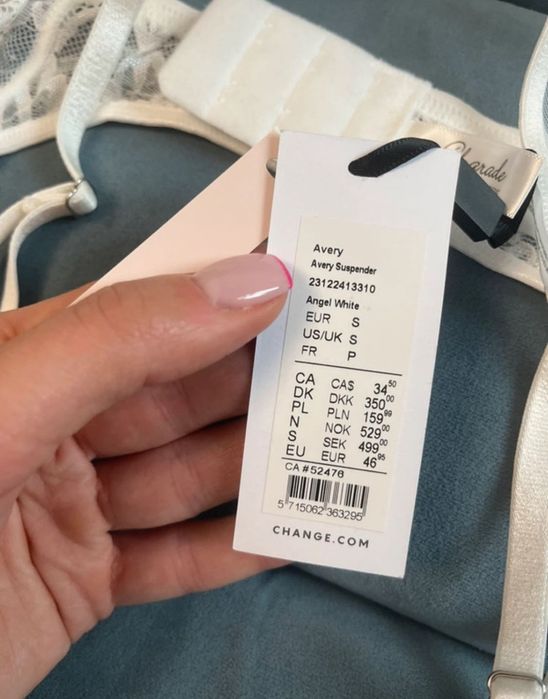 Charade
Avery
Avery Suspender
23122413310
Angel White
EUR S
US/UK S
FR P
CA CA$ 34 50
DK DKK 350 00
PL PLN 159 99
N NOK 529 00
S SEK 499 00
EU EUR 46 95
CA #52476
5 715062 363295
CHANGE.COM